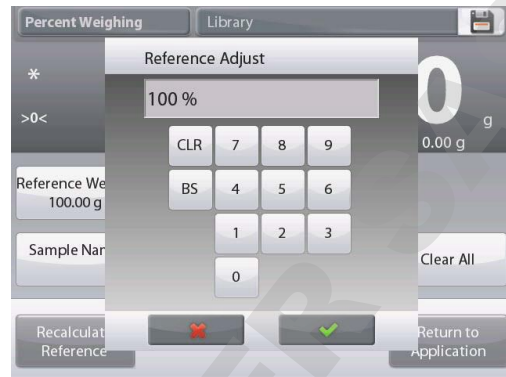 Percent Weighing
Library
Reference Adjust
*
100 %
0
>0<
g
0.00 g
CLR 7 8 9
Reference We
100.00 g
BS 4 5 6
1 2 3
Sample Nar
Clear All
0
Recalculat
Reference
Return to
Application